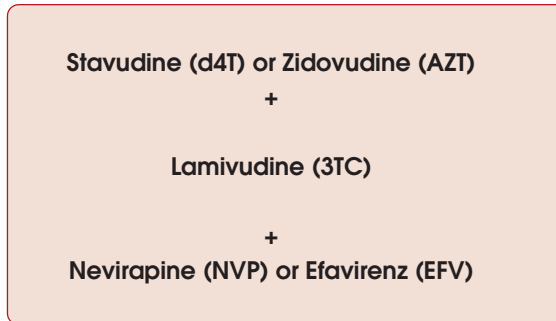 Stavudine (d4T) or Zidovudine (AZT)
+
Lamivudine (3TC)
+
Nevirapine (NVP) or Efavirenz (EFV)